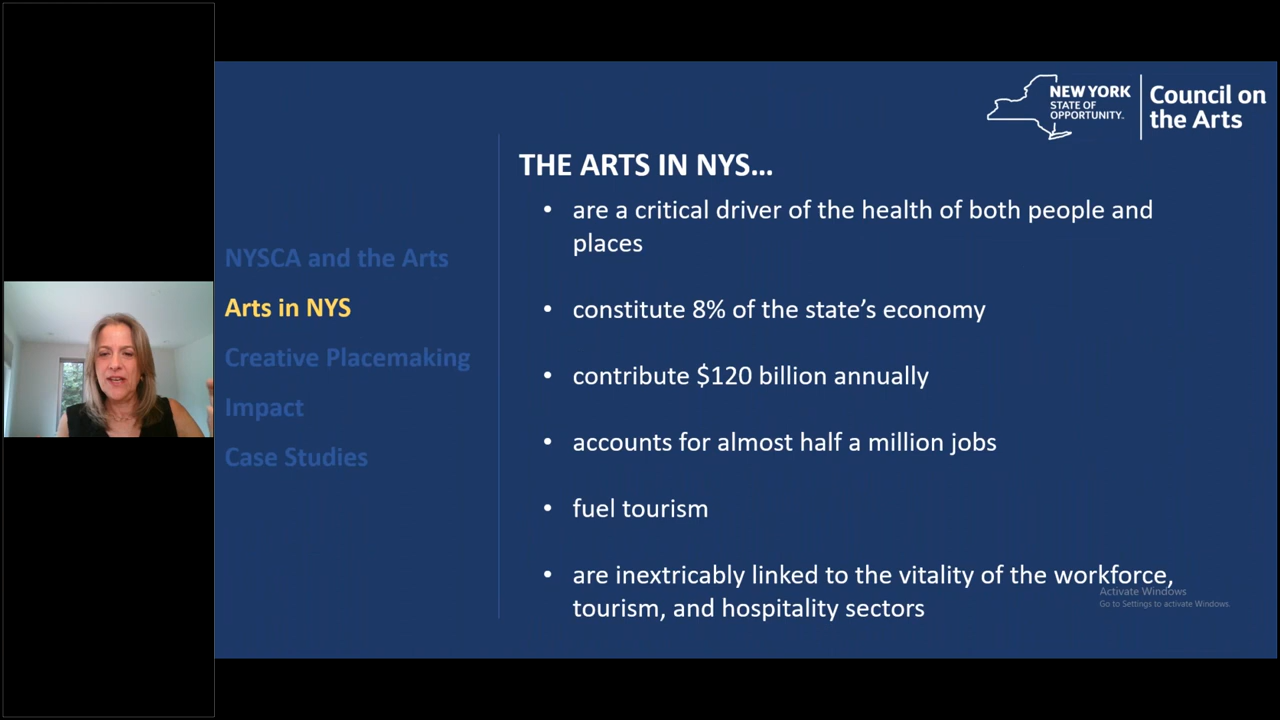 NEW YORK
STATE OF
OPPORTUNITY™
Council on
the Arts
NYSCA and the Arts
Arts in NYS
Creative Placemaking
Impact
Case Studies
THE ARTS IN NYS…
• are a critical driver of the health of both people and
places
• constitute 8% of the state’s economy
• contribute $120 billion annually
• accounts for almost half a million jobs
• fuel tourism
• are inextricably linked to the vitality of the workforce,
tourism, and hospitality sectors
Activate Windows
Go to Settings to activate Windows.